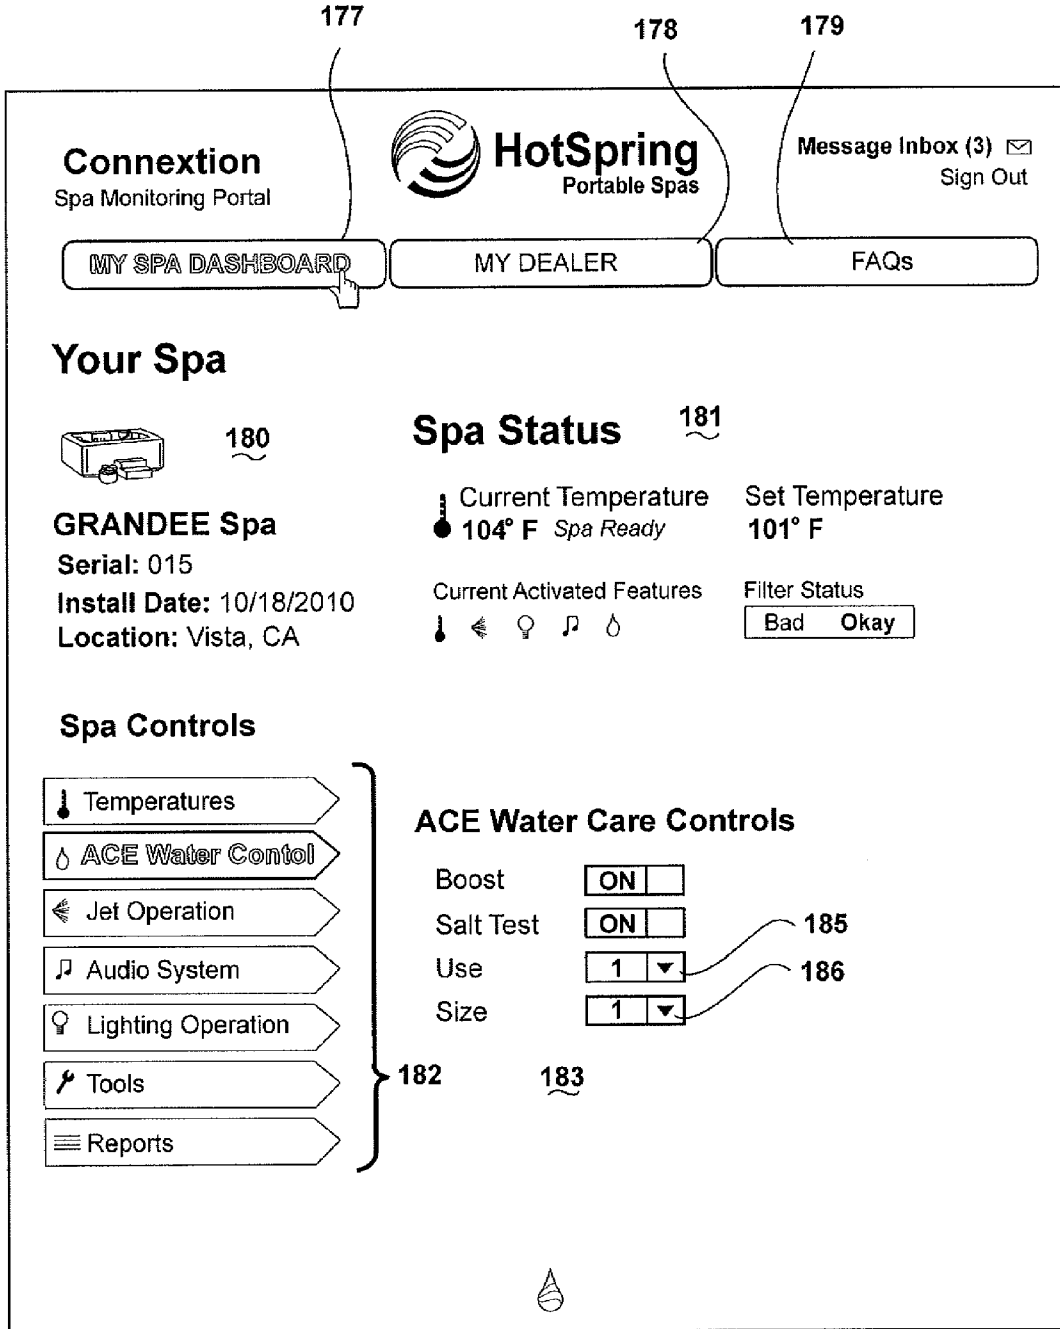 177
178
179
Connextion
Spa Monitoring Portal
HotSpring
Portable Spas
Message Inbox (3)
Sign Out
MY SPA DASHBOARD
MY DEALER
FAQs
Your Spa
180
GRANDEE Spa
Serial: 015
Install Date: 10/18/2010
Location: Vista, CA
Spa Status
181
Current Temperature
104° F Spa Ready
Set Temperature
101° F
Current Activated Features
Filter Status
Bad Okay
Spa Controls
Temperatures
ACE Water Contol
Jet Operation
Audio System
Lighting Operation
Tools
Reports
182
ACE Water Care Controls
Boost ON
Salt Test ON
Use 1
Size 1
185
186
183